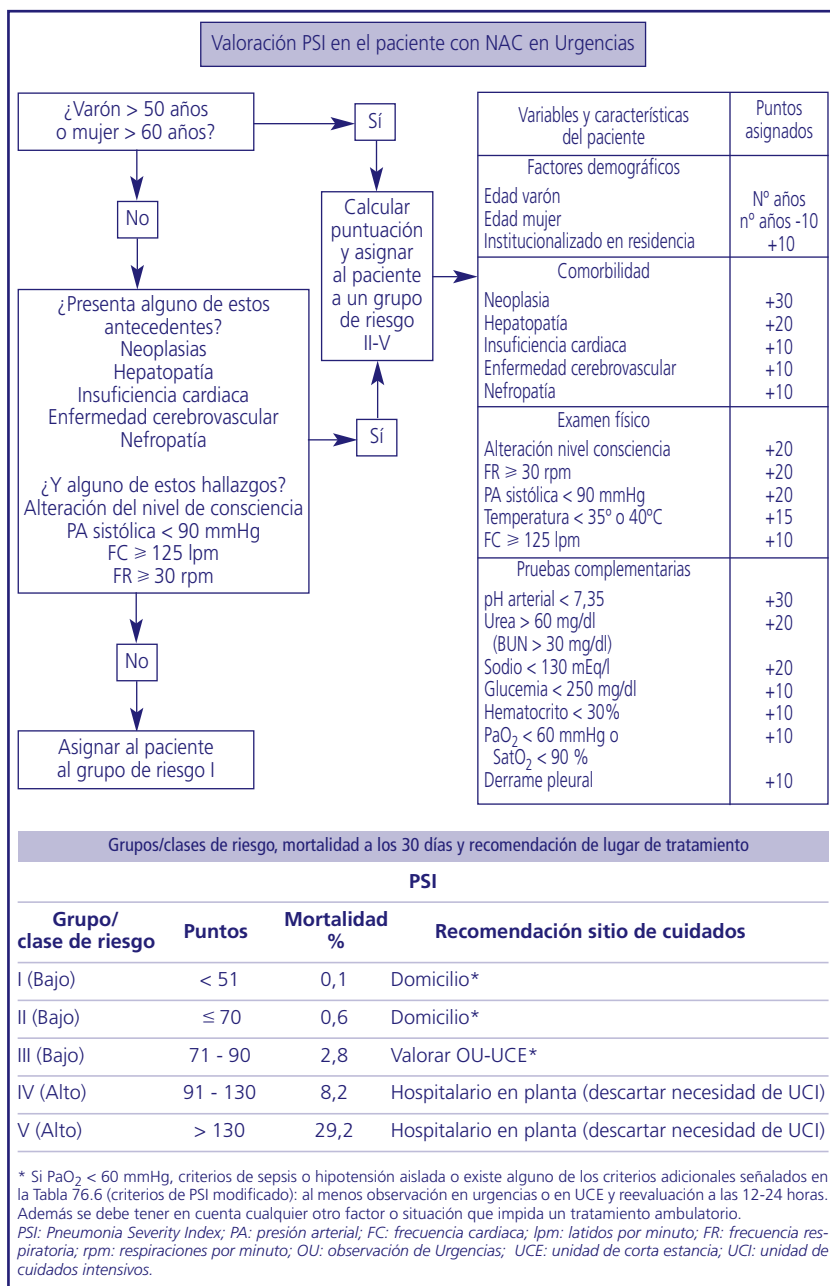 Valoración PSI en el paciente con NAC en Urgencias
¿Varón > 50 años
o mujer > 60 años?
Sí
No
¿Presenta alguno de estos
antecedentes?
Neoplasias
Hepatopatía
Insuficiencia cardiaca
Enfermedad cerebrovascular
Nefropatía
¿Y alguno de estos hallazgos?
Alteración del nivel de consciencia
PA sistólica < 90 mmHg
FC ⩾ 125 lpm
FR ⩾ 30 rpm
Sí
No
Asignar al paciente
al grupo de riesgo I
Calcular
puntuación
y asignar
al paciente
a un grupo
de riesgo
II-V
Variables y características
del paciente
Puntos
asignados
Factores demográficos
Edad varón Nº años
Edad mujer nº años -10
Institucionalizado en residencia +10
Comorbilidad
Neoplasia +30
Hepatopatía +20
Insuficiencia cardiaca +10
Enfermedad cerebrovascular +10
Nefropatía +10
Examen físico
Alteración nivel consciencia +20
FR ⩾ 30 rpm +20
PA sistólica < 90 mmHg +20
Temperatura < 35º o 40ºC +15
FC ⩾ 125 lpm +10
Pruebas complementarias
pH arterial < 7,35 +30
Urea > 60 mg/dl +20
(BUN > 30 mg/dl)
Sodio < 130 mEq/l +20
Glucemia < 250 mg/dl +10
Hematocrito < 30% +10
PaO₂ < 60 mmHg o +10
SatO₂ < 90 %
Derrame pleural +10
Grupos/clases de riesgo, mortalidad a los 30 días y recomendación de lugar de tratamiento
PSI
Grupo/
clase de riesgo Puntos Mortalidad
% Recomendación sitio de cuidados
I (Bajo) < 51 0,1 Domicilio*
II (Bajo) ≤ 70 0,6 Domicilio*
III (Bajo) 71 - 90 2,8 Valorar OU-UCE*
IV (Alto) 91 - 130 8,2 Hospitalario en planta (descartar necesidad de UCI)
V (Alto) > 130 29,2 Hospitalario en planta (descartar necesidad de UCI)
* Si PaO₂ < 60 mmHg, criterios de sepsis o hipotensión aislada o existe alguno de los criterios adicionales señalados en
la Tabla 76.6 (criterios de PSI modificado): al menos observación en urgencias o en UCE y reevaluación a las 12-24 horas.
Además se debe tener en cuenta cualquier otro factor o situación que impida un tratamiento ambulatorio.
PSI: Pneumonia Severity Index; PA: presión arterial; FC: frecuencia cardiaca; lpm: latidos por minuto; FR: frecuencia res-
piratoria; rpm: respiraciones por minuto; OU: observación de Urgencias; UCE: unidad de corta estancia; UCI: unidad de
cuidados intensivos.